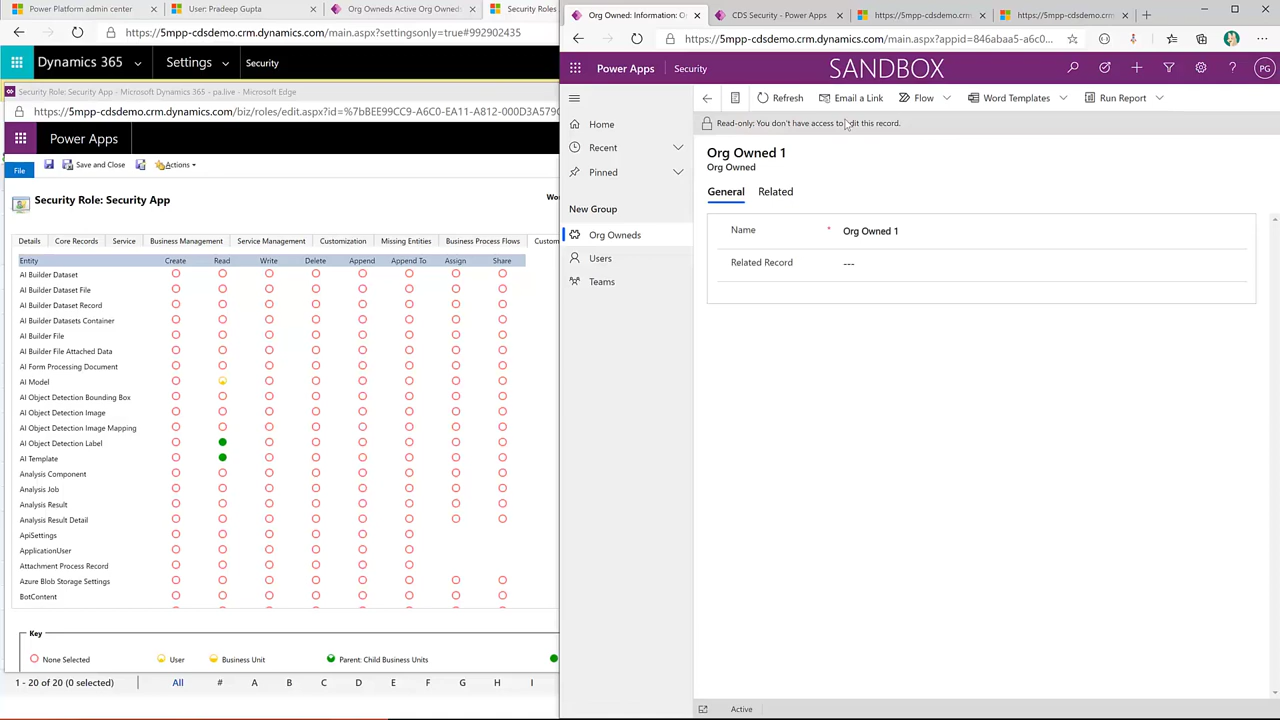 Power Platform admin center
User: Pradeep Gupta
Org Owneds Active Org Owneds
Security Roles
https://5mpp-cdsdemo.crm.dynamics.com/main.aspx?settingsonly=true#992902435
Dynamics 365
Settings
Security
Security Role: Security App - Microsoft Dynamics 365 - pa.live - Microsoft Edge
https://5mpp-cdsdemo.crm.dynamics.com/biz/roles/edit.aspx?id=%7bBEE99CC9-A6C0-EA11-A812-000D3A579C
Power Apps
File
Save and Close
Actions
Security Role: Security App
Wo
Details
Core Records
Service
Business Management
Service Management
Customization
Missing Entities
Business Process Flows
Custom
Entity Create Read Write Delete Append Append To Assign Share
AI Builder Dataset
AI Builder Dataset File
AI Builder Dataset Record
AI Builder Datasets Container
AI Builder File
AI Builder File Attached Data
AI Form Processing Document
AI Model
AI Object Detection Bounding Box
AI Object Detection Image
AI Object Detection Image Mapping
AI Object Detection Label
AI Template
Analysis Component
Analysis Job
Analysis Result
Analysis Result Detail
ApiSettings
ApplicationUser
Attachment Process Record
Azure Blob Storage Settings
BotContent
Key
None Selected
User
Business Unit
Parent: Child Business Units
1 - 20 of 20 (0 selected)
All # A B C D E F G H I
Org Owned: Information: O
CDS Security - Power Apps
https://5mpp-cdsdemo.crm
https://5mpp-cdsdemo.crm
https://5mpp-cdsdemo.crm.dynamics.com/main.aspx?appid=846abaa5-a6c0...
Power Apps
Security
SANDBOX
PG
Refresh
Email a Link
Flow
Word Templates
Run Report
Read-only: You don't have access to edit this record.
Home
Recent
Pinned
New Group
Org Owneds
Users
Teams
Org Owned 1
Org Owned
General
Related
Name * Org Owned 1
Related Record ---
Active